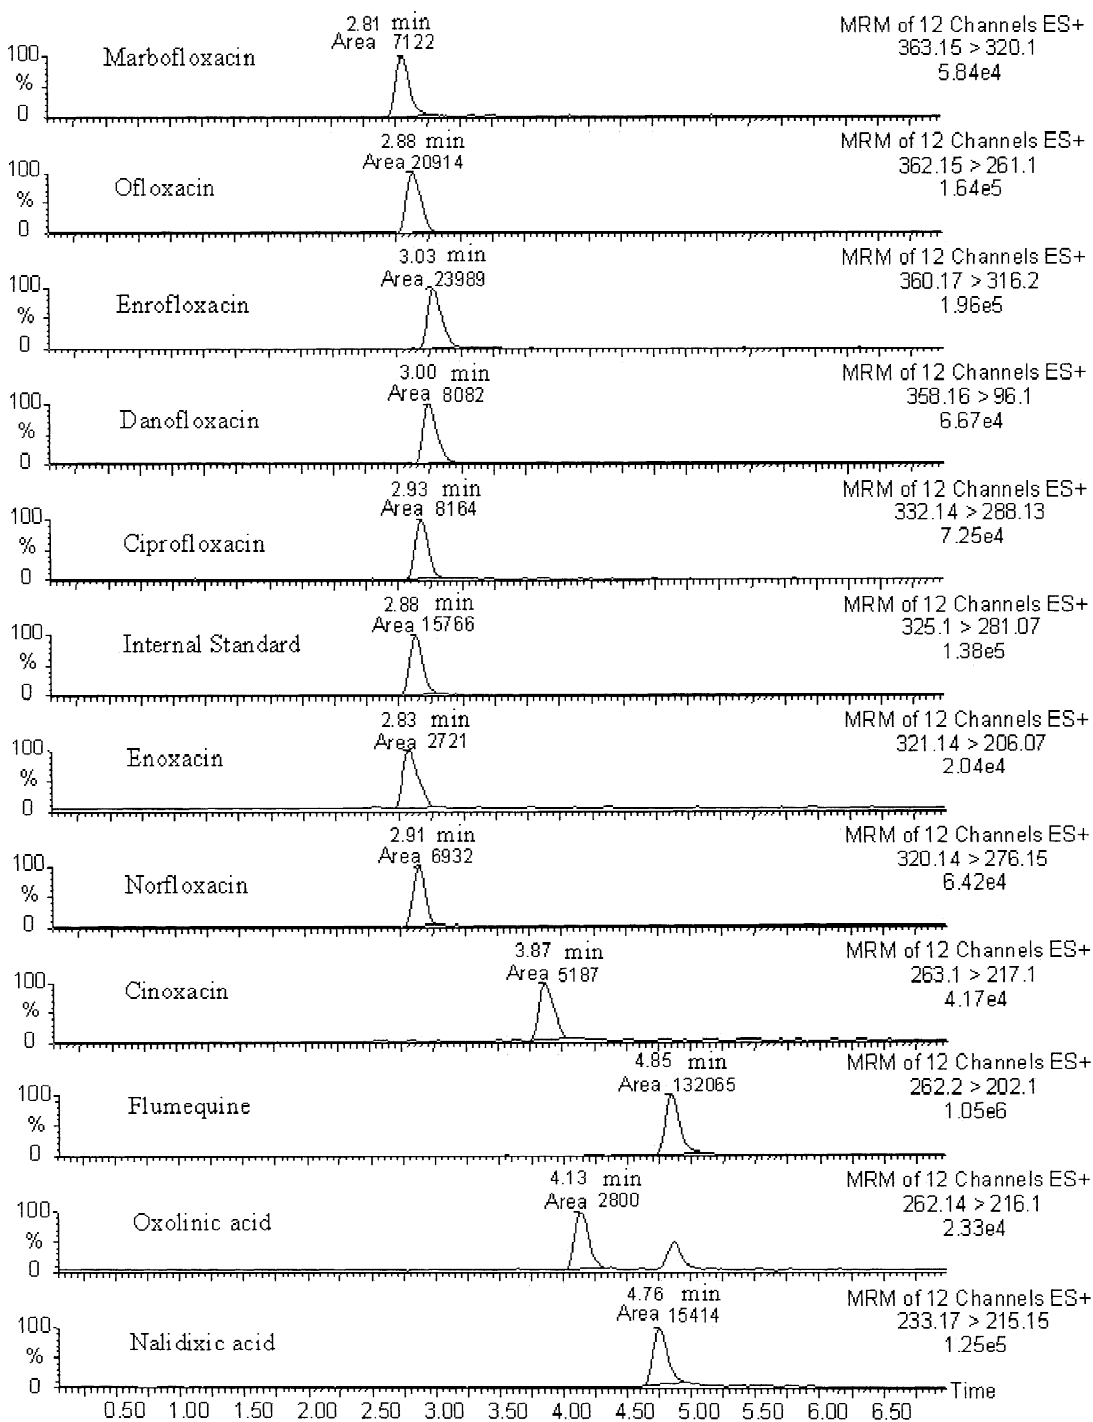 2.81 min
Area 7122
MRM of 12 Channels ES+
363.15 > 320.1
5.84e4
100
%
0
Marbofloxacin
2.88 min
Area 20914
MRM of 12 Channels ES+
362.15 > 261.1
1.64e5
100
%
0
Ofloxacin
3.03 min
Area 23989
MRM of 12 Channels ES+
360.17 > 316.2
1.96e5
100
%
0
Enrofloxacin
3.00 min
Area 8082
MRM of 12 Channels ES+
358.16 > 96.1
6.67e4
100
%
0
Danofloxacin
2.93 min
Area 8164
MRM of 12 Channels ES+
332.14 > 288.13
7.25e4
100
%
0
Ciprofloxacin
2.88 min
Area 15766
MRM of 12 Channels ES+
325.1 > 281.07
1.38e5
100
%
0
Internal Standard
2.83 min
Area 2721
MRM of 12 Channels ES+
321.14 > 206.07
2.04e4
100
%
0
Enoxacin
2.91 min
Area 6932
MRM of 12 Channels ES+
320.14 > 276.15
6.42e4
100
%
0
Norfloxacin
3.87 min
Area 5187
MRM of 12 Channels ES+
263.1 > 217.1
4.17e4
100
%
0
Cinoxacin
4.85 min
Area 132065
MRM of 12 Channels ES+
262.2 > 202.1
1.05e6
100
%
0
Flumequine
4.13 min
Area 2800
MRM of 12 Channels ES+
262.14 > 216.1
2.33e4
100
%
0
Oxolinic acid
4.76 min
Area 15414
MRM of 12 Channels ES+
233.17 > 215.15
1.25e5
100
%
0
Nalidixic acid
Time
0.50 1.00 1.50 2.00 2.50 3.00 3.50 4.00 4.50 5.00 5.50 6.00 6.50